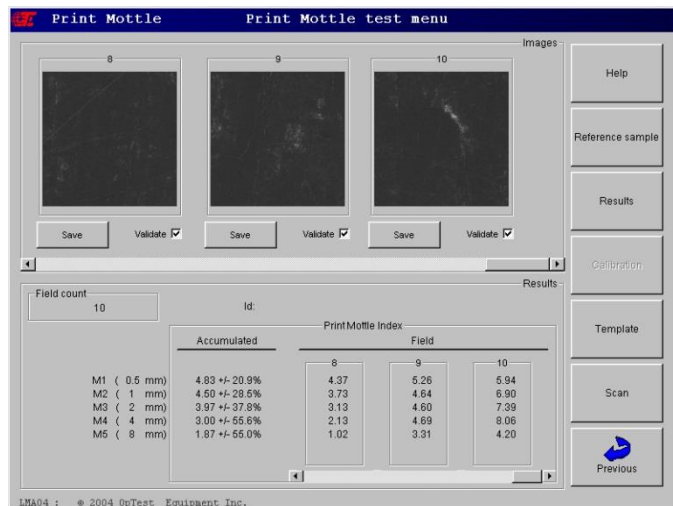 Print Mottle Print Mottle test menu
Images
8 9 10
Save Validate Save Validate Save Validate
Results
Field count
10
Id:
Print Mottle Index
Accumulated Field
8 9 10
M1 ( 0.5 mm) 4.83 +/- 20.9% 4.37 5.26 5.94
M2 ( 1 mm) 4.50 +/- 28.5% 3.73 4.64 6.90
M3 ( 2 mm) 3.97 +/- 37.8% 3.13 4.60 7.39
M4 ( 4 mm) 3.00 +/- 55.6% 2.13 4.69 8.06
M5 ( 8 mm) 1.87 +/- 55.0% 1.02 3.31 4.20
Help
Reference sample
Results
Calibration
Template
Scan
Previous
LMA04 : © 2004 OpTest Equipment Inc.